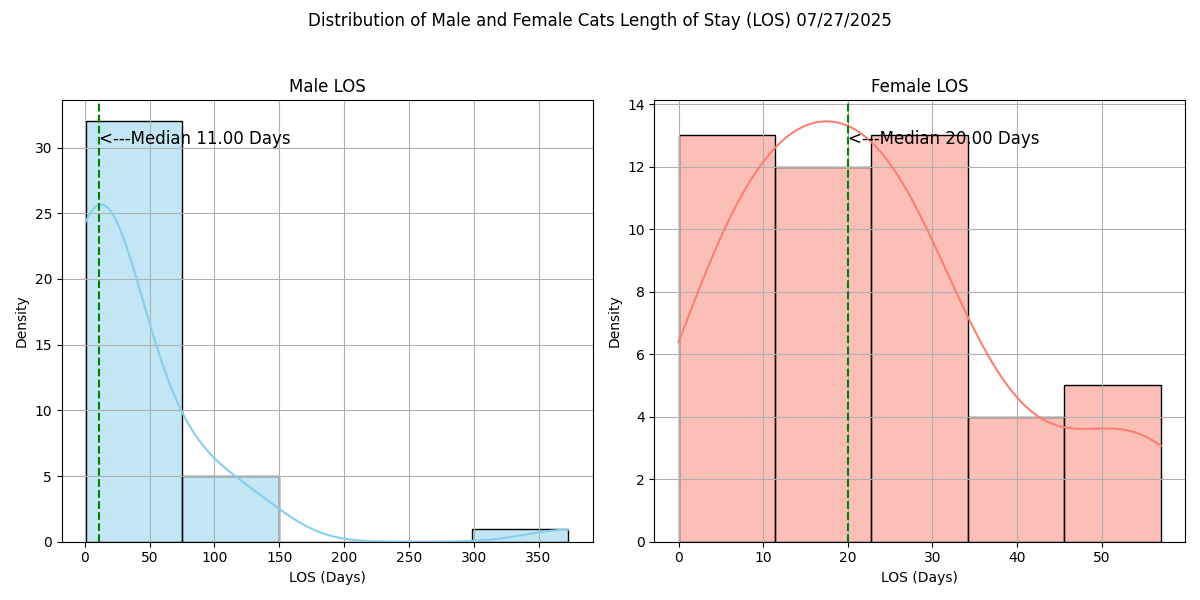 Distribution of Male and Female Cats Length of Stay (LOS) 07/27/2025
Male LOS
<---Median 11.00 Days
30
25
20
15
10
5
0
Density
0 50 100 150 200 250 300 350
LOS (Days)
Female LOS
<---Median 20.00 Days
14
12
10
8
6
4
2
0
Density
0 10 20 30 40 50
LOS (Days)